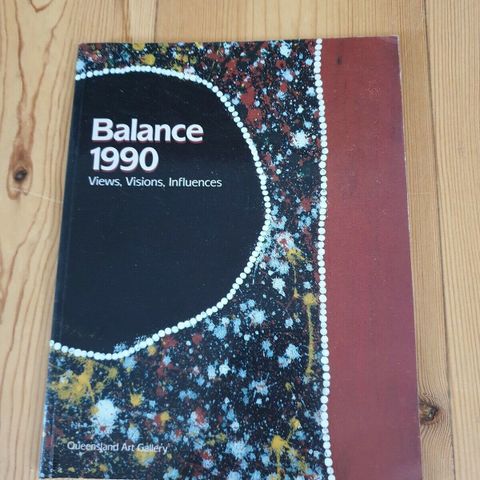 Balance
1990
Views, Visions, Influences
Queensland Art Gallery